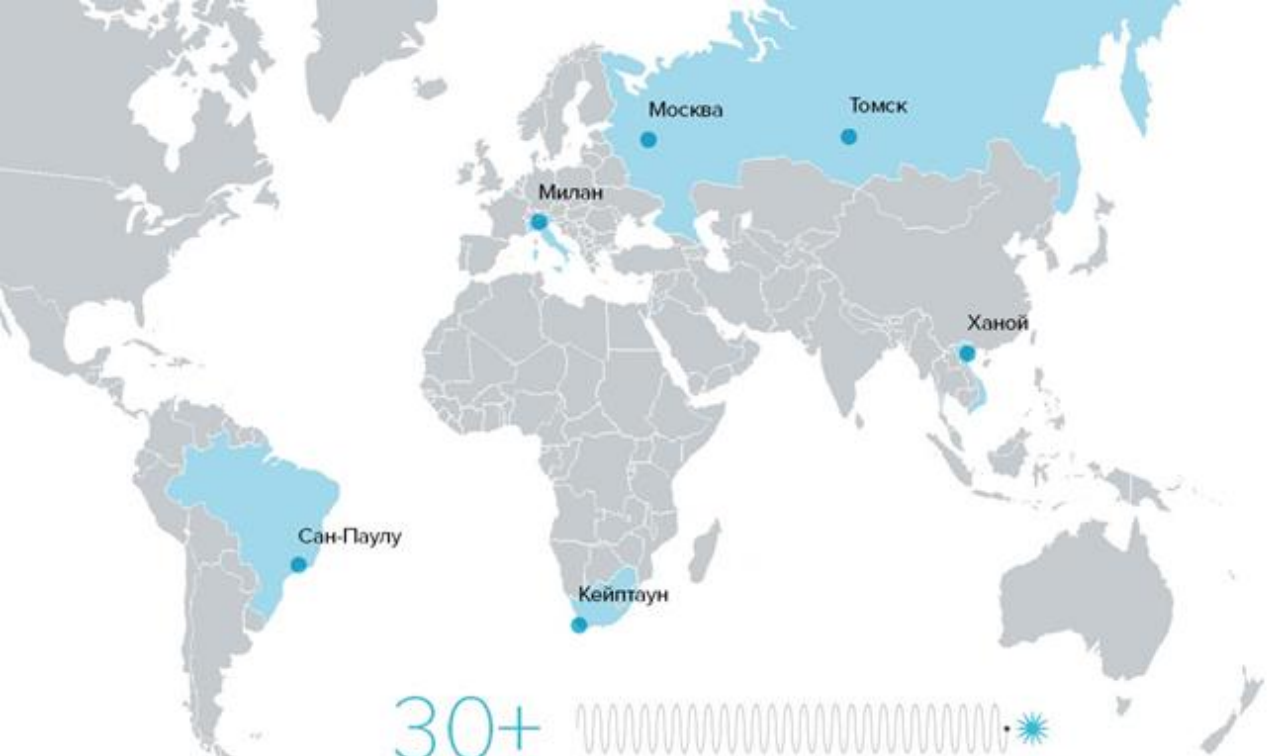 Москва
Томск
Милан
Ханой
Сан-Паулу
Кейптаун
30+